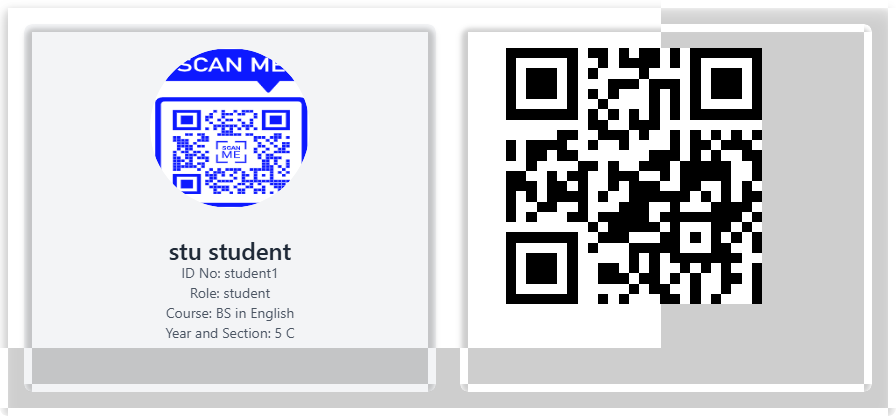 SCAN ME
SCAN
ME
stu student
ID No: student1
Role: student
Course: BS in English
Year and Section: 5 C